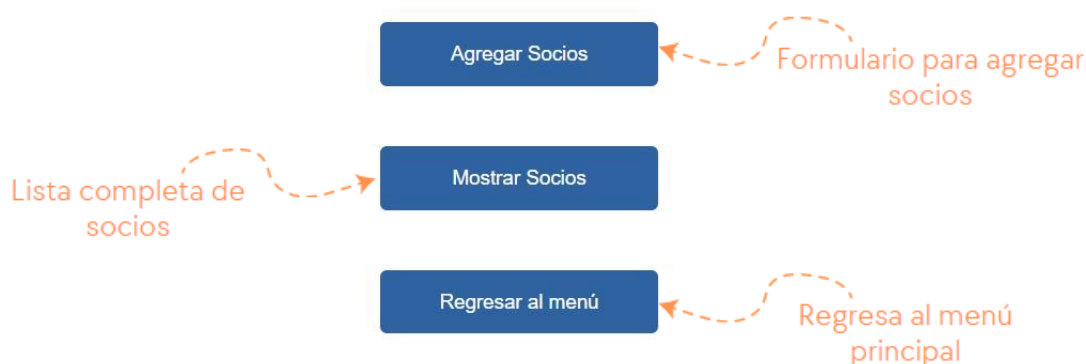 Agregar Socios
Formulario para agregar
socios
Mostrar Socios
Lista completa de
socios
Regresar al menú
Regresa al menú
principal